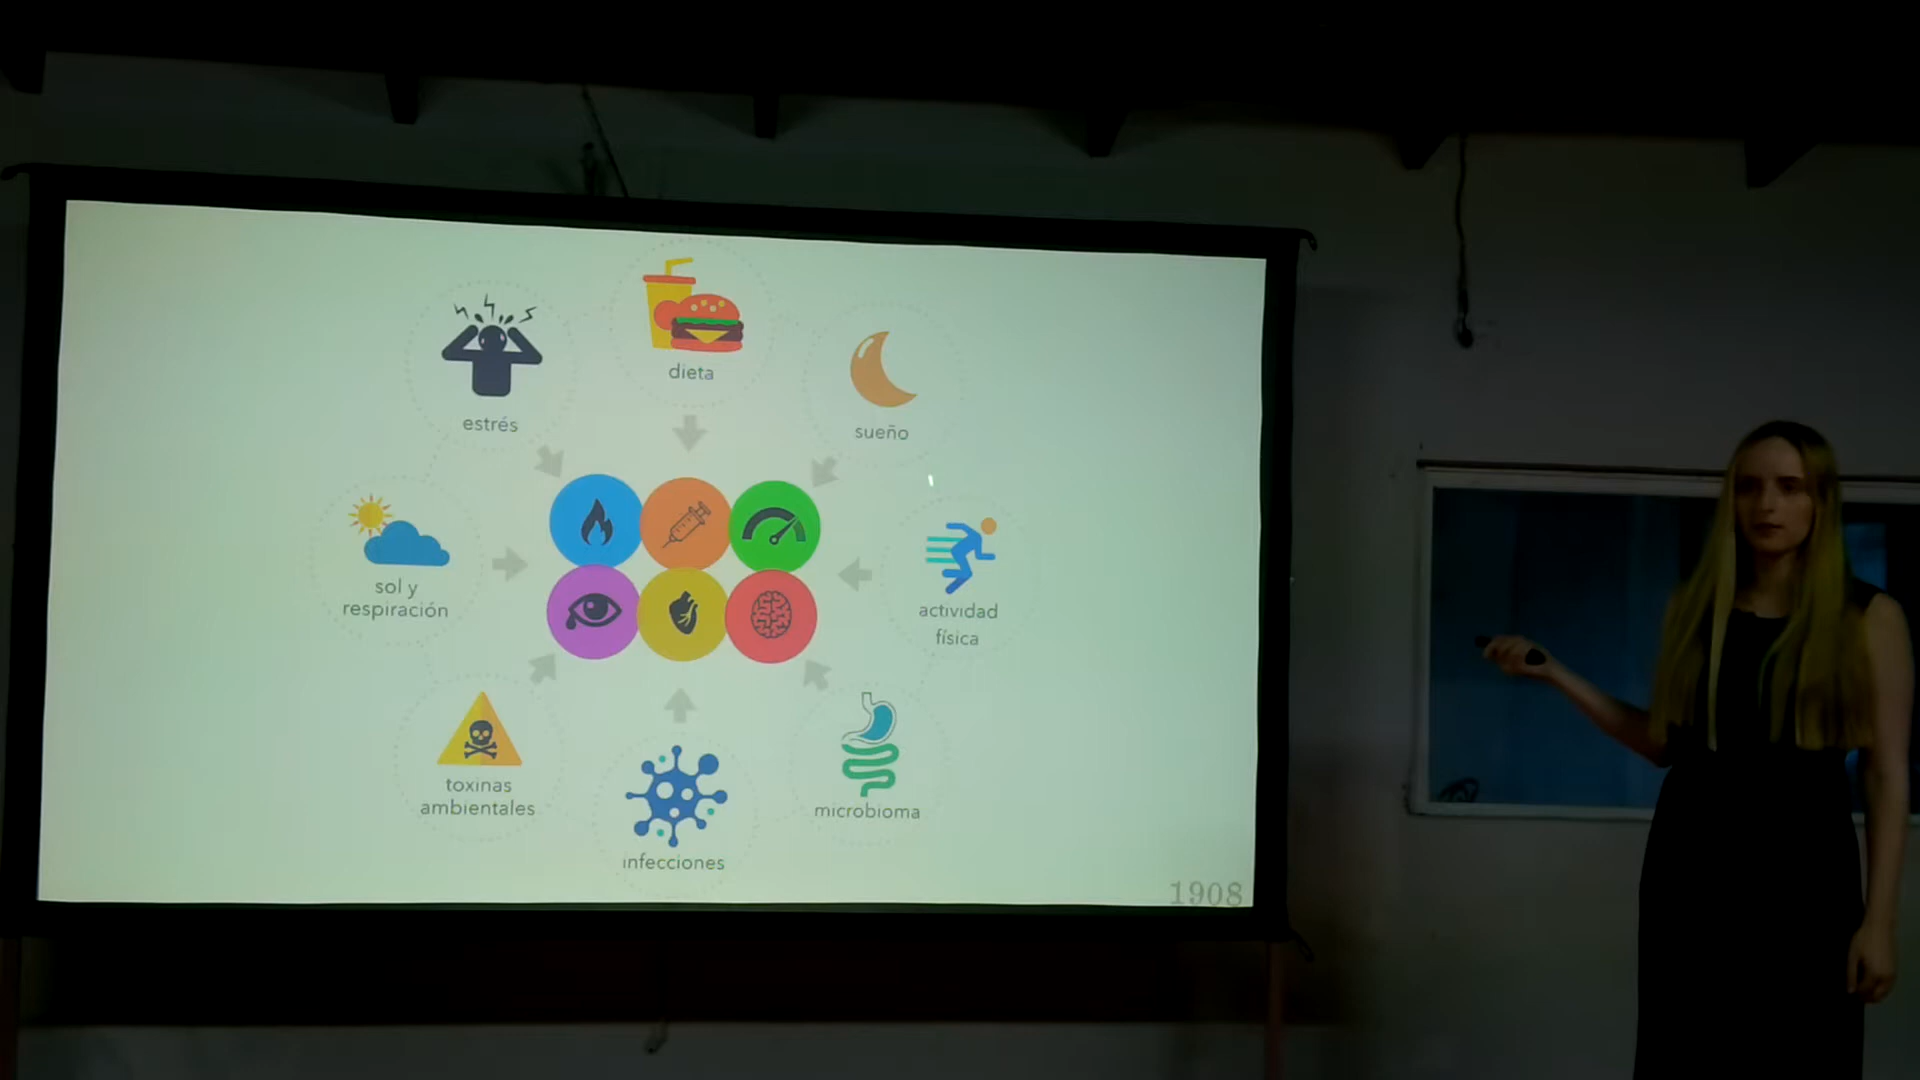 dieta
estrés
sueño
sol y
respiración
actividad
física
toxinas
ambientales
microbioma
infecciones
1908